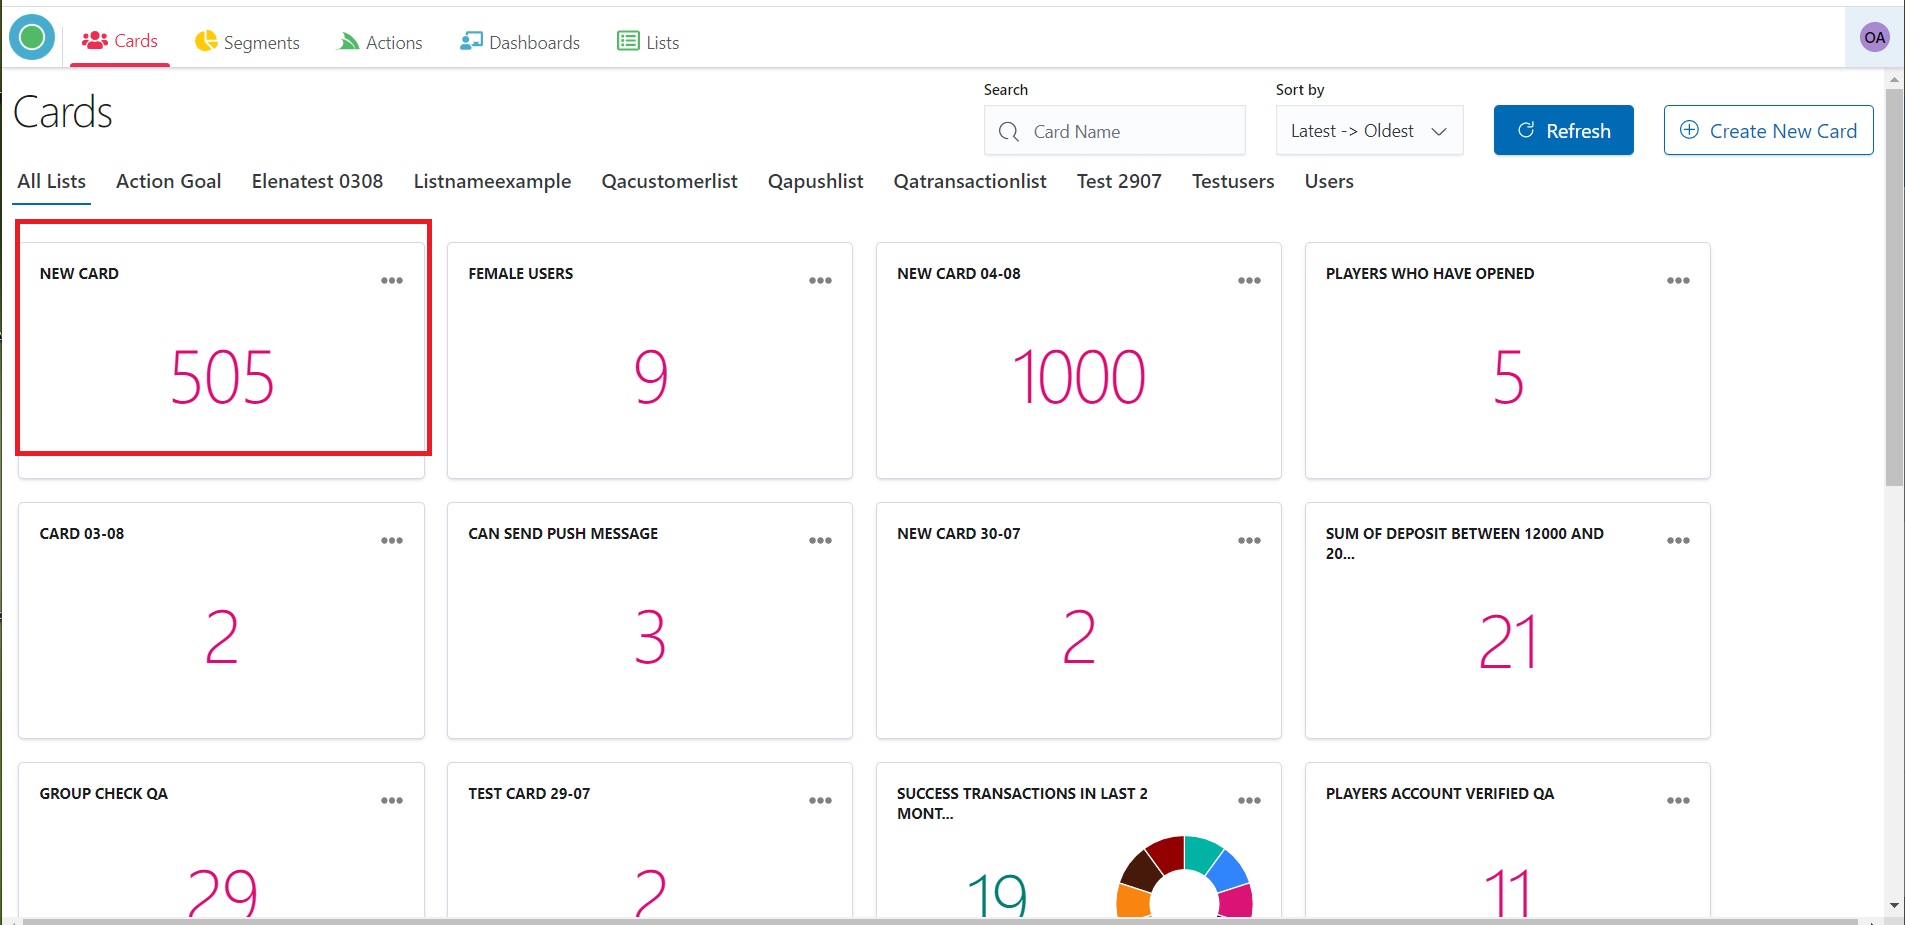 Cards
Segments
Actions
Dashboards
Lists
OA
Cards
Search
Card Name
Sort by
Latest -> Oldest
Refresh
Create New Card
All Lists
Action Goal
Elenatest 0308
Listnameexample
Qacustomerlist
Qapushlist
Qatransactionlist
Test 2907
Testusers
Users
NEW CARD
505
FEMALE USERS
9
NEW CARD 04-08
1000
PLAYERS WHO HAVE OPENED
5
CARD 03-08
2
CAN SEND PUSH MESSAGE
3
NEW CARD 30-07
2
SUM OF DEPOSIT BETWEEN 12000 AND
20...
21
GROUP CHECK QA
29
TEST CARD 29-07
2
SUCCESS TRANSACTIONS IN LAST 2
MONT...
19
PLAYERS ACCOUNT VERIFIED QA
11